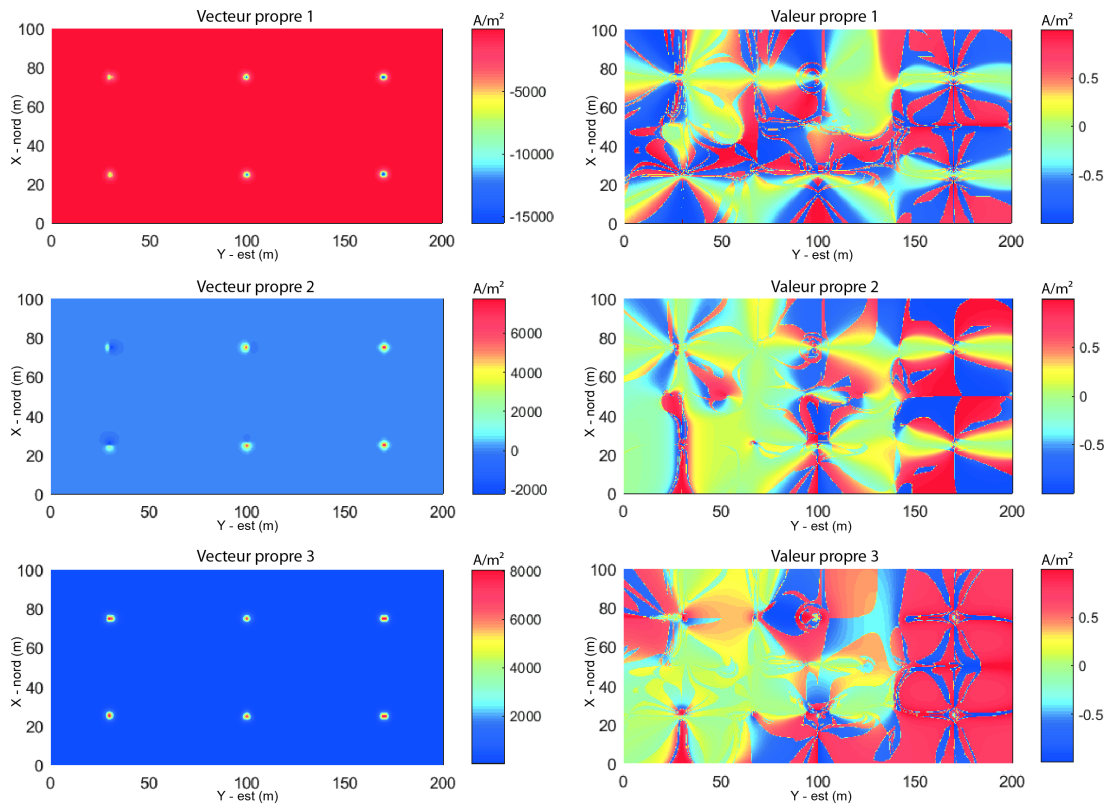 Vecteur propre 1
A/m²
X - nord (m)
100
80
60
40
20
0
0 50 100 150 200
Y - est (m)
-5000
-10000
-15000
Valeur propre 1
A/m²
X - nord (m)
100
80
60
40
20
0
0 50 100 150 200
Y - est (m)
0.5
0
-0.5
Vecteur propre 2
A/m²
X - nord (m)
100
80
60
40
20
0
0 50 100 150 200
Y - est (m)
6000
4000
2000
0
-2000
Valeur propre 2
A/m²
X - nord (m)
100
80
60
40
20
0
0 50 100 150 200
Y - est (m)
0.5
0
-0.5
Vecteur propre 3
A/m²
X - nord (m)
100
80
60
40
20
0
0 50 100 150 200
Y - est (m)
8000
6000
4000
2000
Valeur propre 3
A/m²
X - nord (m)
100
80
60
40
20
0
0 50 100 150 200
Y - est (m)
0.5
0
-0.5